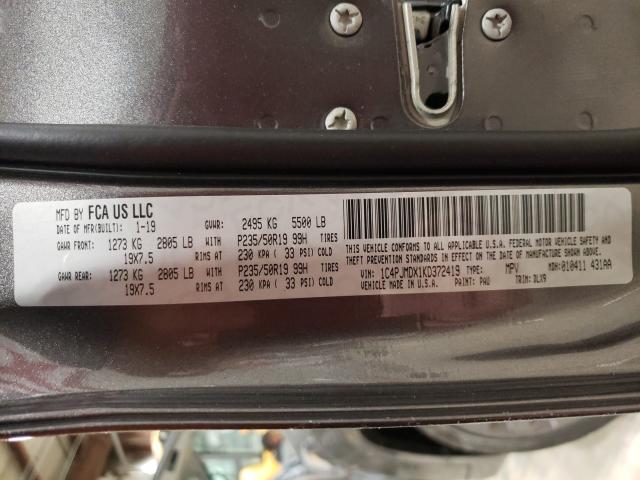 MFD BY FCA US LLC
DATE OF MFR(BUILT): 1-19 GVWR: 2495 KG 5500 LB
GAWR FRONT: 1273 KG 2805 LB WITH P235/50R19 99H TIRES
19X7.5 RIMS AT 230 KPA ( 33 PSI) COLD
GAWR REAR: 1273 KG 2805 LB WITH P235/50R19 99H TIRES
19X7.5 RIMS AT 230 KPA ( 33 PSI) COLD
THIS VEHICLE CONFORMS TO ALL APPLICABLE U.S.A. FEDERAL MOTOR VEHICLE SAFETY AND
THEFT PREVENTION STANDARDS IN EFFECT ON THE DATE OF MANUFACTURE SHOWN ABOVE.
VIN: 1C4PJMDX1KD372419 TYPE: MPV MDH: 010411 431AA
VEHICLE MADE IN U.S.A. PAINT: PAU TRIM: DLX9